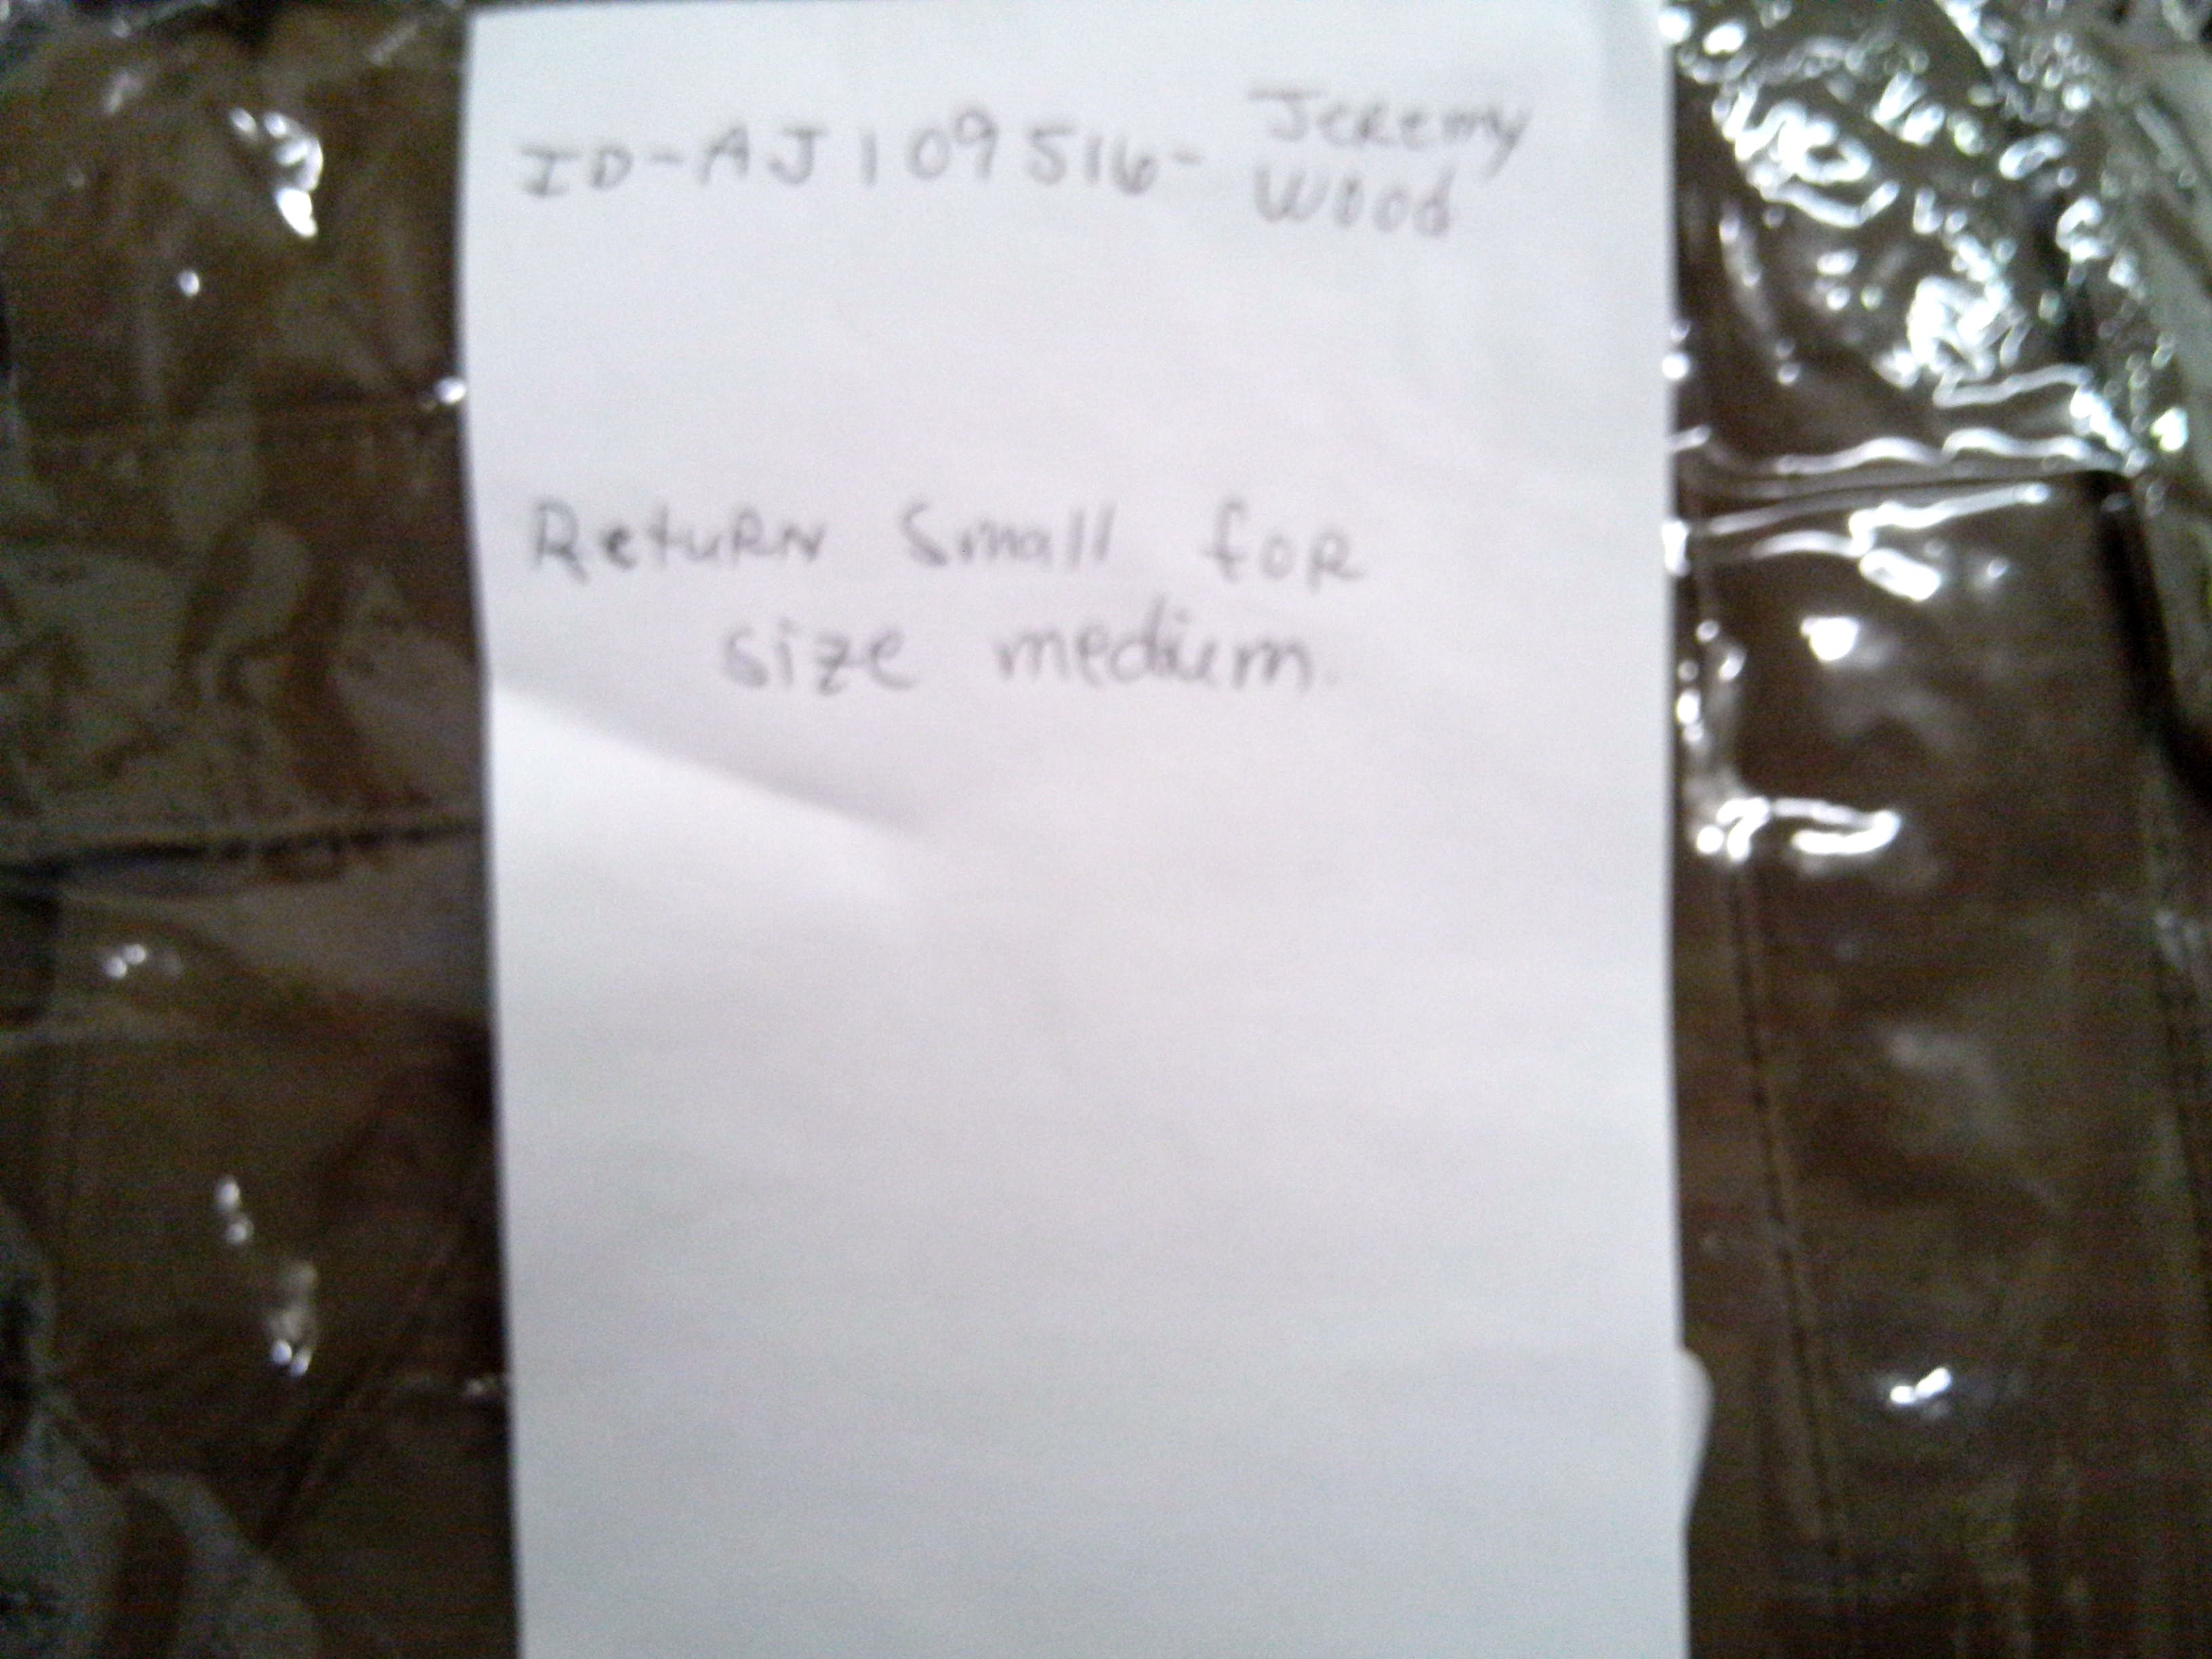 ID-AJ109516- Jeremy
Wood
Return Small for
size medium.